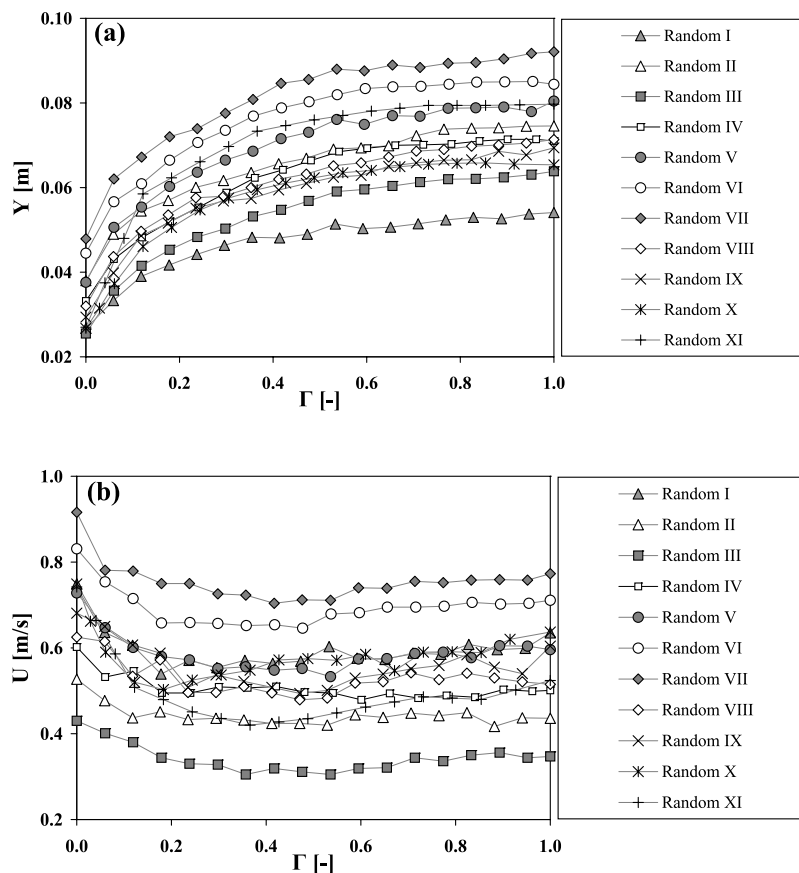 (a)
0.10
0.08
0.06
0.04
0.02
Y [m]
0.0 0.2 0.4 0.6 0.8 1.0
Γ [-]
Random I
Random II
Random III
Random IV
Random V
Random VI
Random VII
Random VIII
Random IX
Random X
Random XI
(b)
1.0
0.8
0.6
0.4
0.2
U [m/s]
0.0 0.2 0.4 0.6 0.8 1.0
Γ [-]
Random I
Random II
Random III
Random IV
Random V
Random VI
Random VII
Random VIII
Random IX
Random X
Random XI